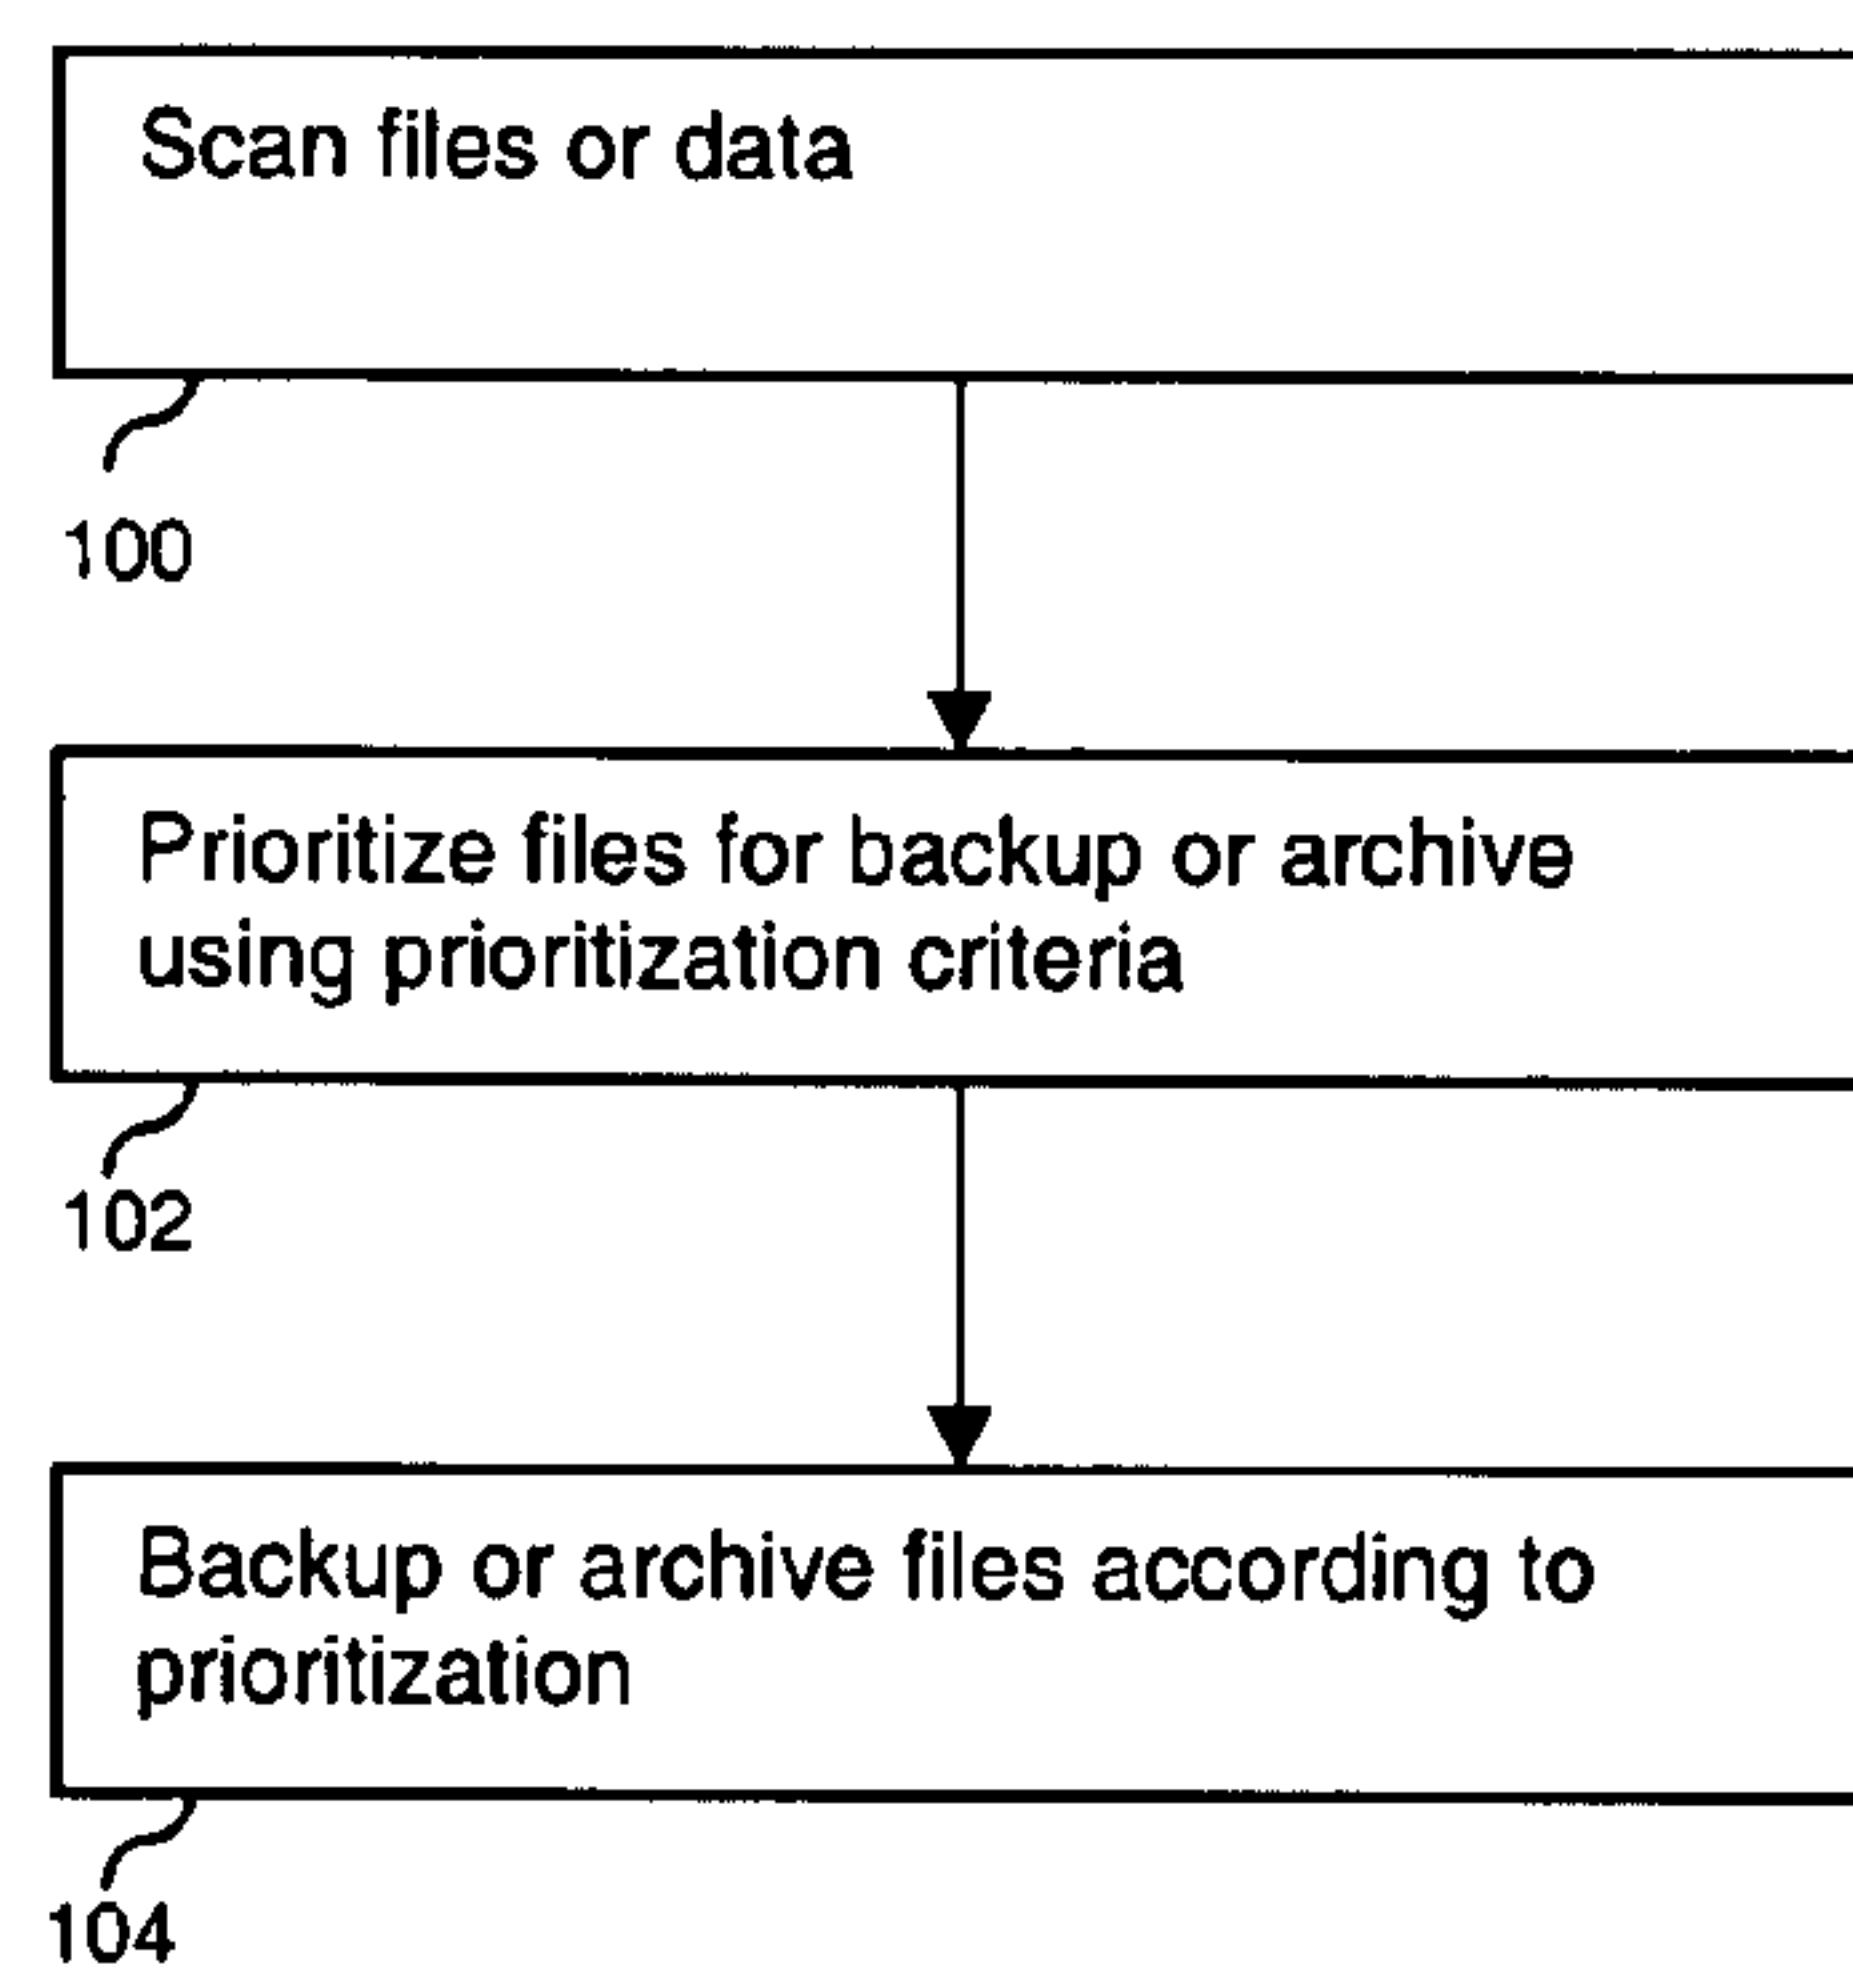 Scan files or data
100
Prioritize files for backup or archive
using prioritization criteria
102
Backup or archive files according to
prioritization
104